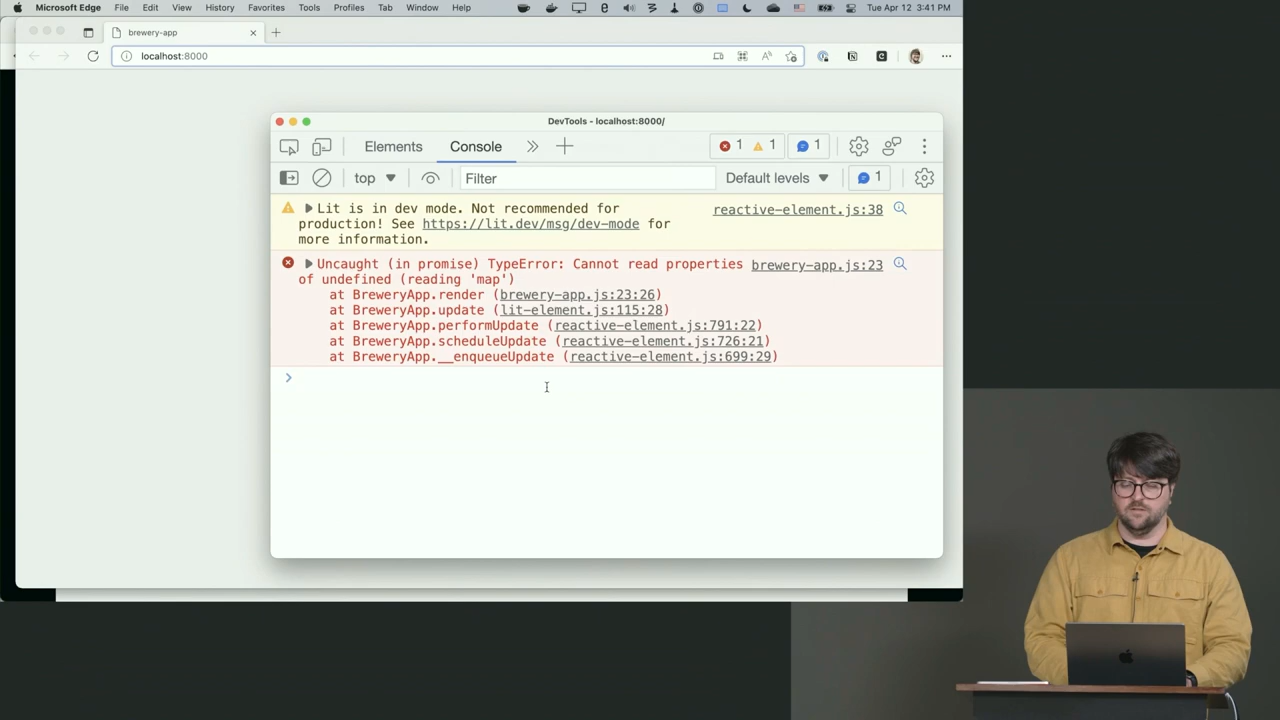 Microsoft Edge File Edit View History Favorites Tools Profiles Tab Window Help Tue Apr 12 3:41 PM
brewery-app
localhost:8000
DevTools - localhost:8000/
Elements Console 1 1 1
top Filter Default levels 1
Lit is in dev mode. Not recommended for reactive-element.js:38
production! See https://lit.dev/msg/dev-mode for
more information.
Uncaught (in promise) TypeError: Cannot read properties brewery-app.js:23
of undefined (reading 'map')
at BreweryApp.render (brewery-app.js:23:26)
at BreweryApp.update (lit-element.js:115:28)
at BreweryApp.performUpdate (reactive-element.js:791:22)
at BreweryApp.scheduleUpdate (reactive-element.js:726:21)
at BreweryApp.__enqueueUpdate (reactive-element.js:699:29)